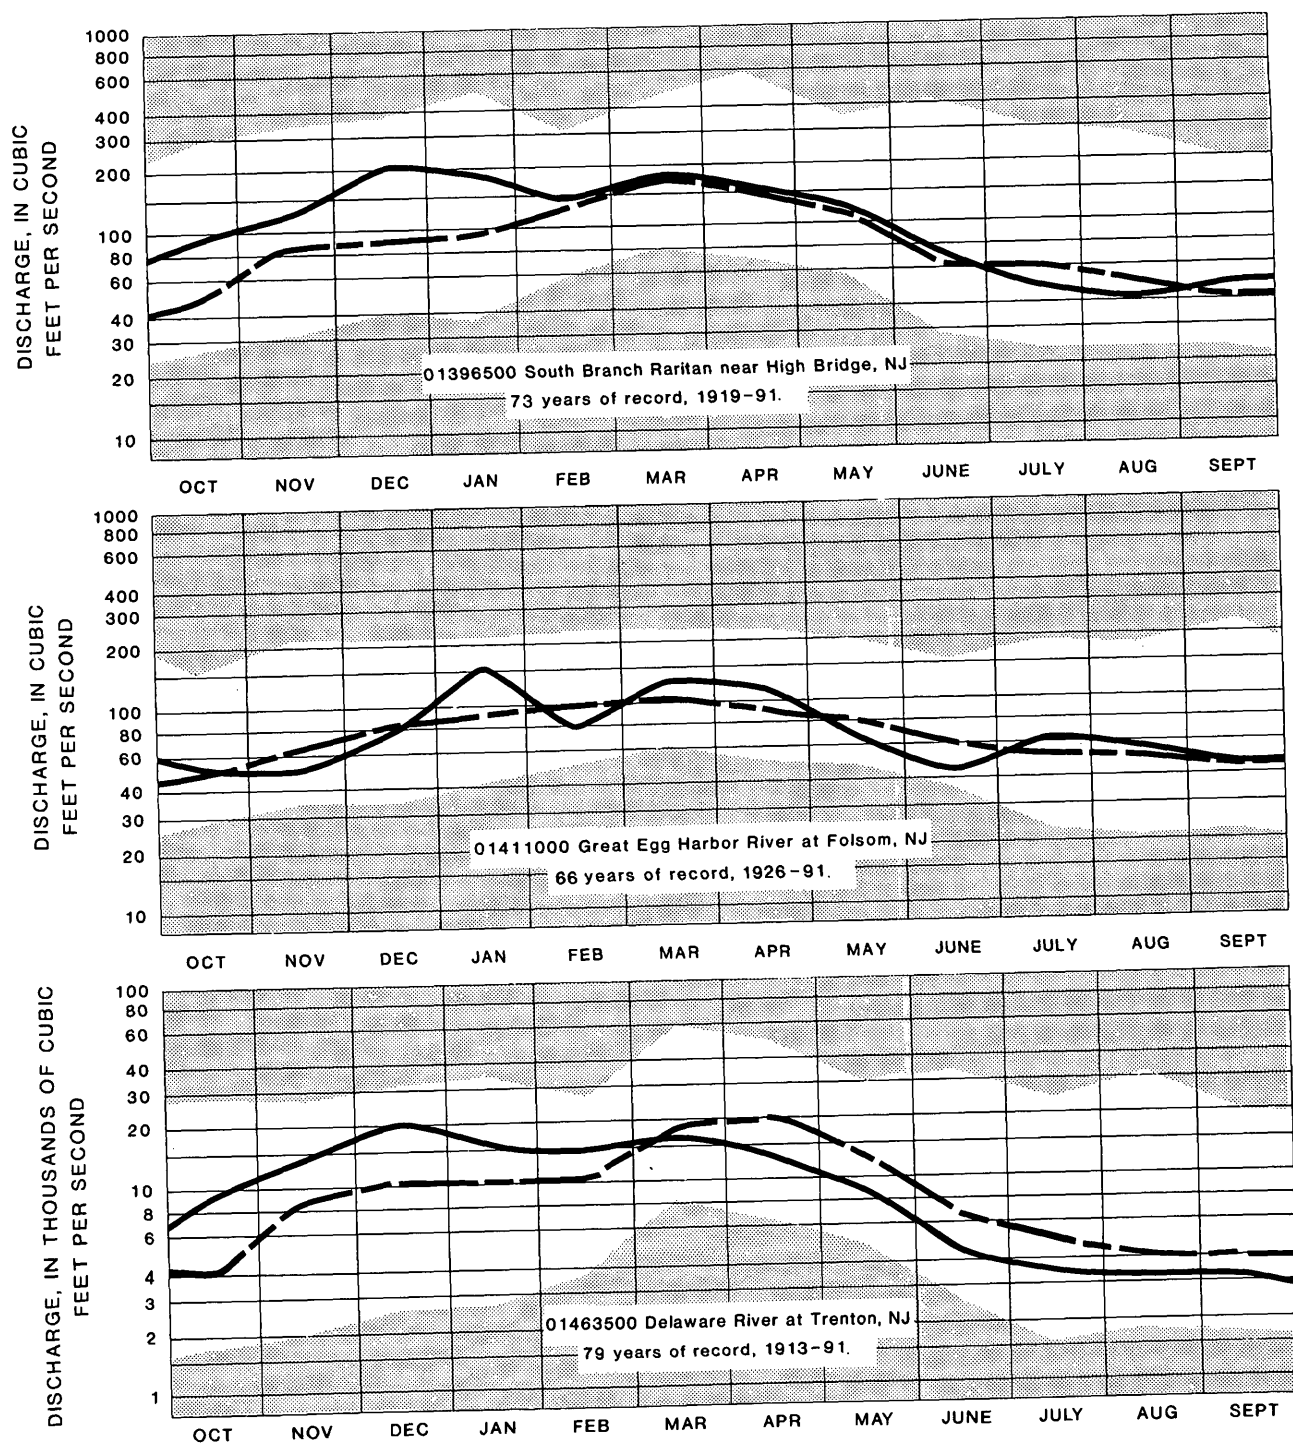 DISCHARGE, IN CUBIC
FEET PER SECOND
1000
800
600
400
300
200
100
80
60
40
30
20
10
01396500 South Branch Raritan near High Bridge, NJ
73 years of record, 1919-91.
OCT NOV DEC JAN FEB MAR APR MAY JUNE JULY AUG SEPT
DISCHARGE, IN CUBIC
FEET PER SECOND
1000
800
600
400
300
200
100
80
60
40
30
20
10
01411000 Great Egg Harbor River at Folsom, NJ
66 years of record, 1926-91.
OCT NOV DEC JAN FEB MAR APR MAY JUNE JULY AUG SEPT
DISCHARGE, IN THOUSANDS OF CUBIC
FEET PER SECOND
100
80
60
40
30
20
10
8
6
4
3
2
1
01463500 Delaware River at Trenton, NJ
79 years of record, 1913-91.
OCT NOV DEC JAN FEB MAR APR MAY JUNE JULY AUG SEPT